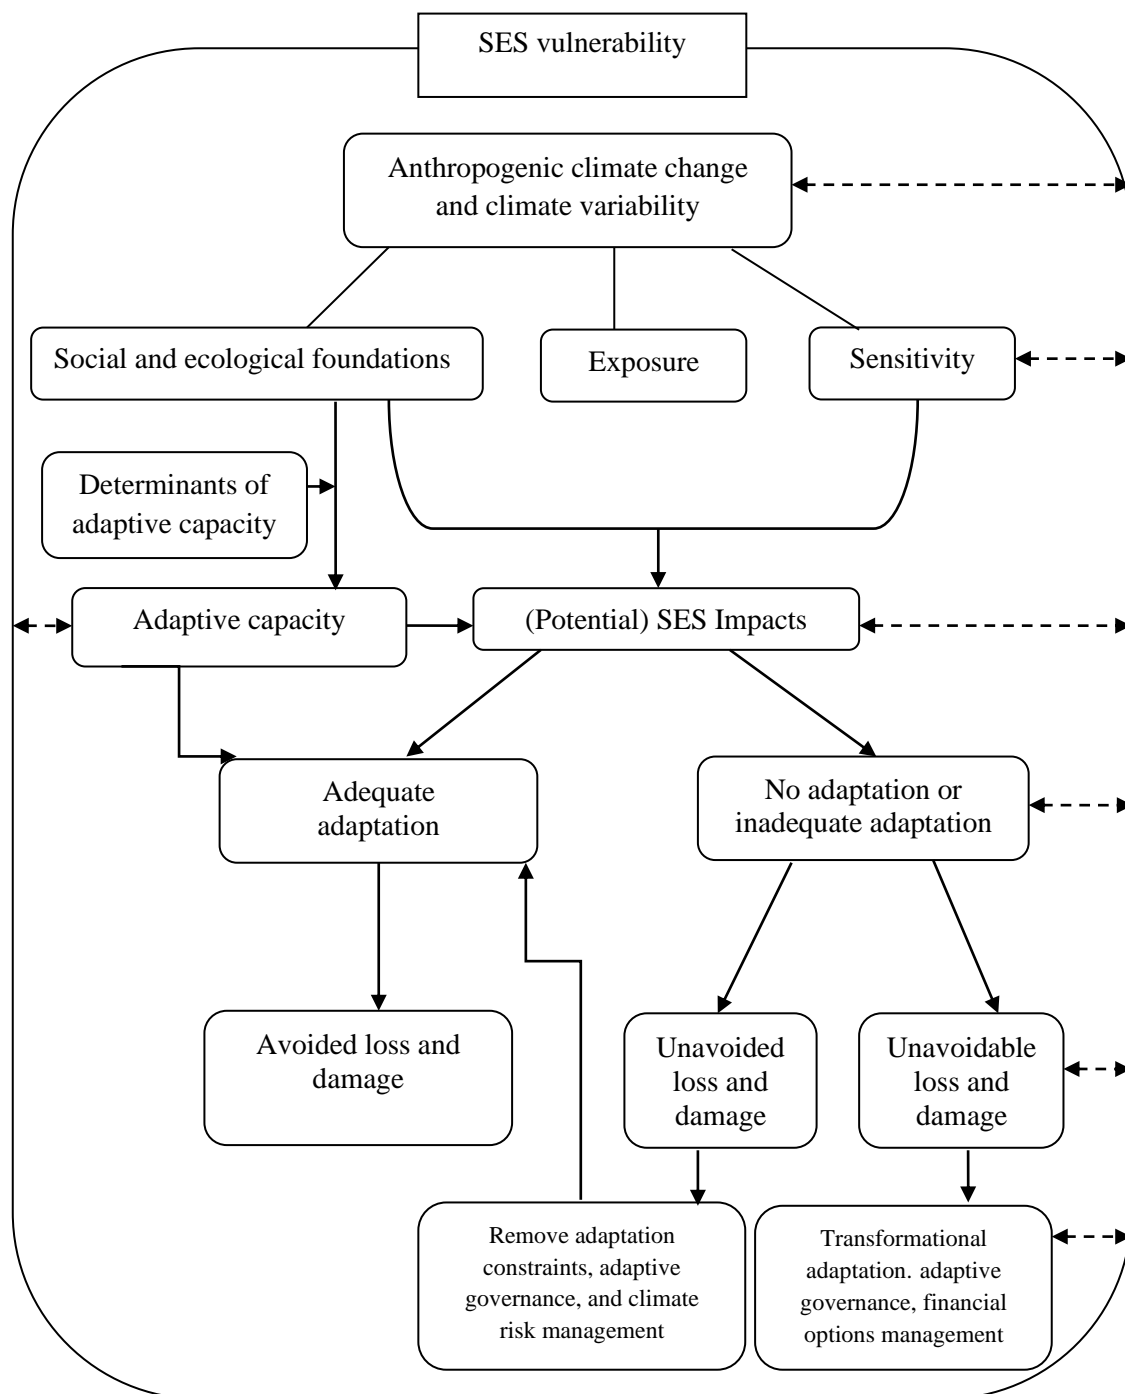 SES vulnerability
Anthropogenic climate change
and climate variability
Social and ecological foundations
Exposure
Sensitivity
Determinants of
adaptive capacity
Adaptive capacity
(Potential) SES Impacts
Adequate
adaptation
No adaptation or
inadequate adaptation
Avoided loss and
damage
Unavoided
loss and
damage
Unavoidable
loss and
damage
Remove adaptation
constraints, adaptive
governance, and climate
risk management
Transformational
adaptation. adaptive
governance, financial
options management